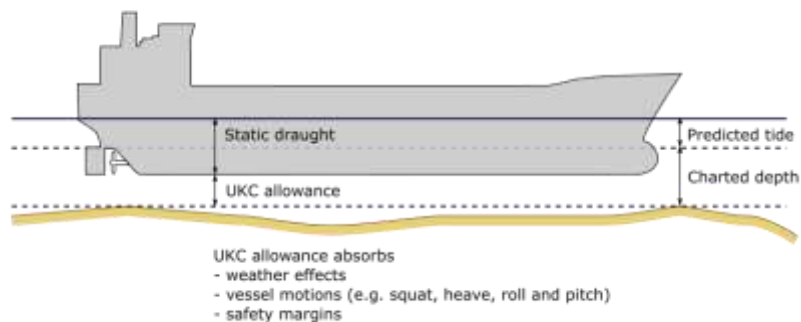 Static draught
Predicted tide
UKC allowance
Charted depth
UKC allowance absorbs
- weather effects
- vessel motions (e.g. squat, heave, roll and pitch)
- safety margins